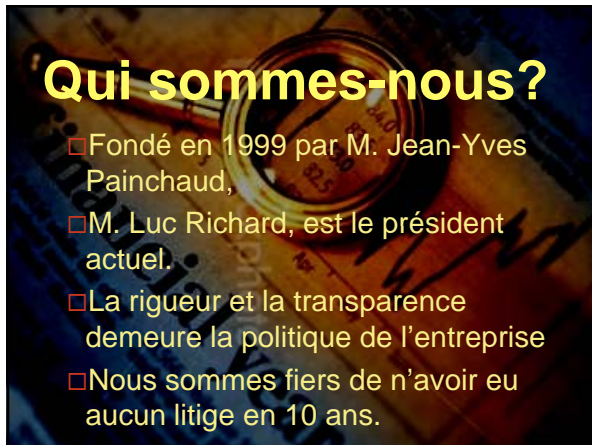 Qui sommes-nous?
Fondé en 1999 par M. Jean-Yves
Painchaud,
M. Luc Richard, est le président
actuel.
La rigueur et la transparence
demeure la politique de l’entreprise
Nous sommes fiers de n’avoir eu
aucun litige en 10 ans.